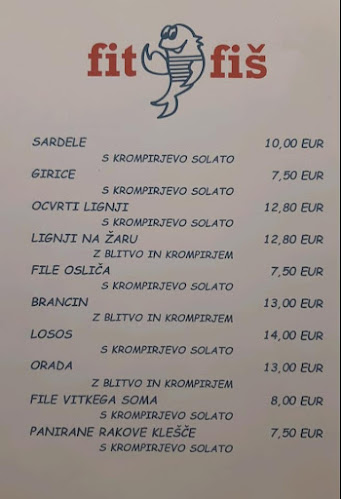 fit fiš
SARDELE 10,00 EUR
S KROMPIRJEVO SOLATO
GIRICE 7,50 EUR
S KROMPIRJEVO SOLATO
OCVRTI LIGNJI 12,80 EUR
S KROMPIRJEVO SOLATO
LIGNJI NA ŽARU 12,80 EUR
Z BLITVO IN KROMPIRJEM
FILE OSLIČA 7,50 EUR
S KROMPIRJEVO SOLATO
BRANCIN 13,00 EUR
Z BLITVO IN KROMPIRJEM
LOSOS 14,00 EUR
S KROMPIRJEVO SOLATO
ORADA 13,00 EUR
Z BLITVO IN KROMPIRJEM
FILE VITKEGA SOMA 8,00 EUR
S KROMPIRJEVO SOLATO
PANIRANE RAKOVE KLEŠČE 7,50 EUR
S KROMPIRJEVO SOLATO